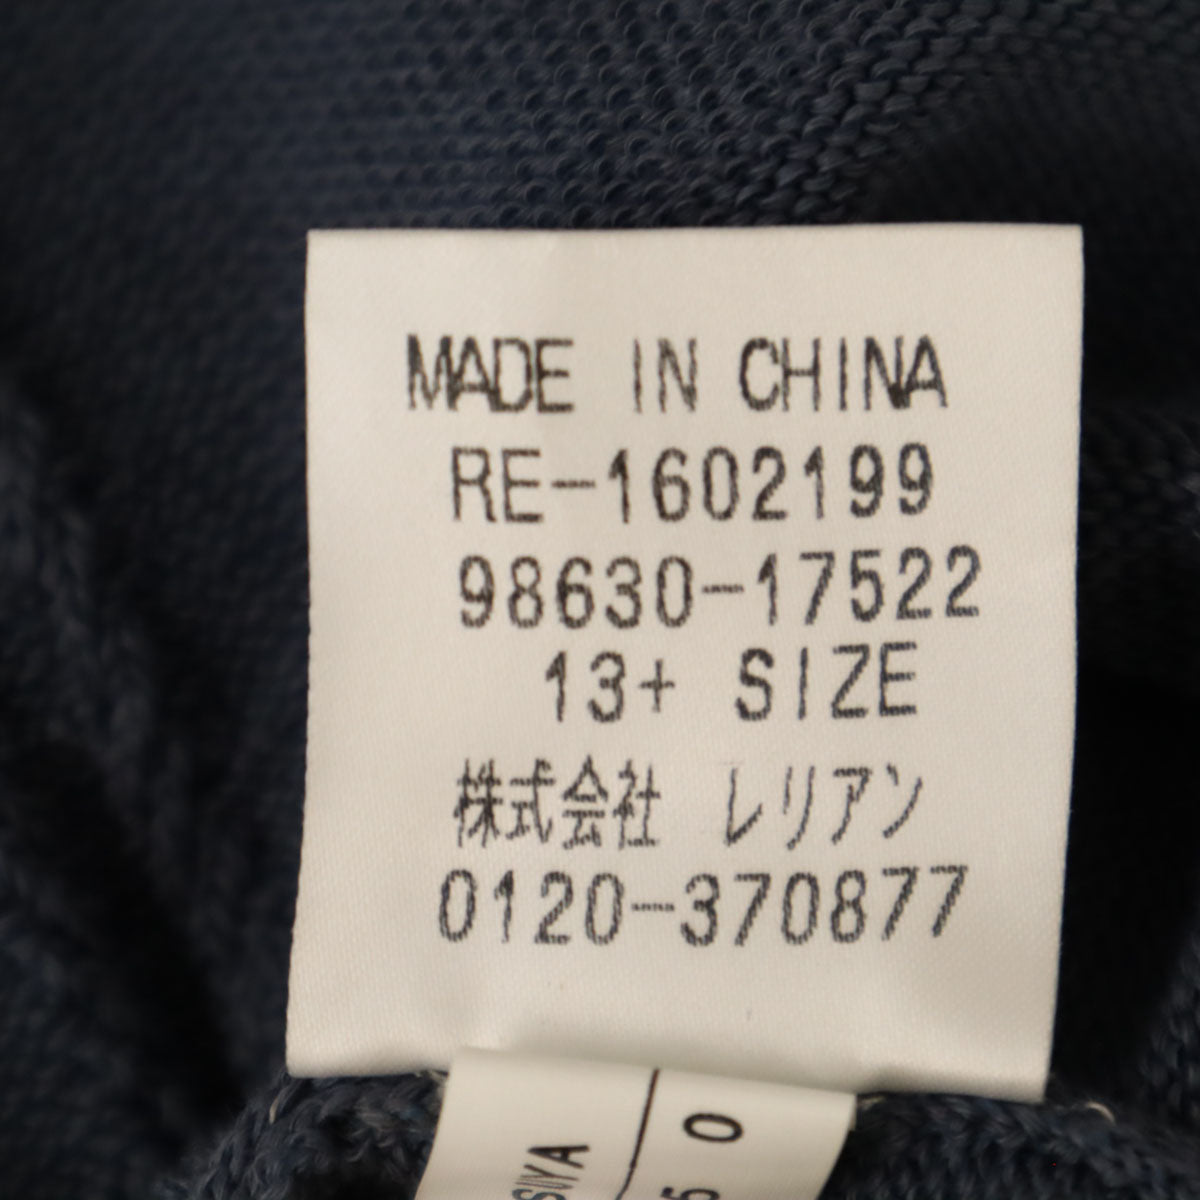 MADE IN CHINA
RE-1602199
98630-17522
13+ SIZE
株式会社 レリアン
0120-370877